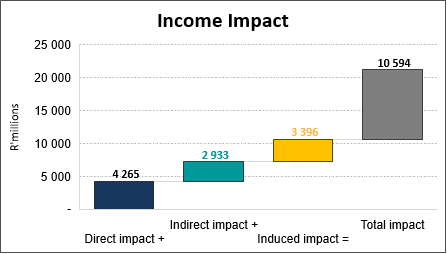 Income Impact
R'millions
25 000
20 000
15 000
10 000
5 000
-
4 265
2 933
3 396
10 594
Direct impact +
Indirect impact +
Induced impact =
Total impact